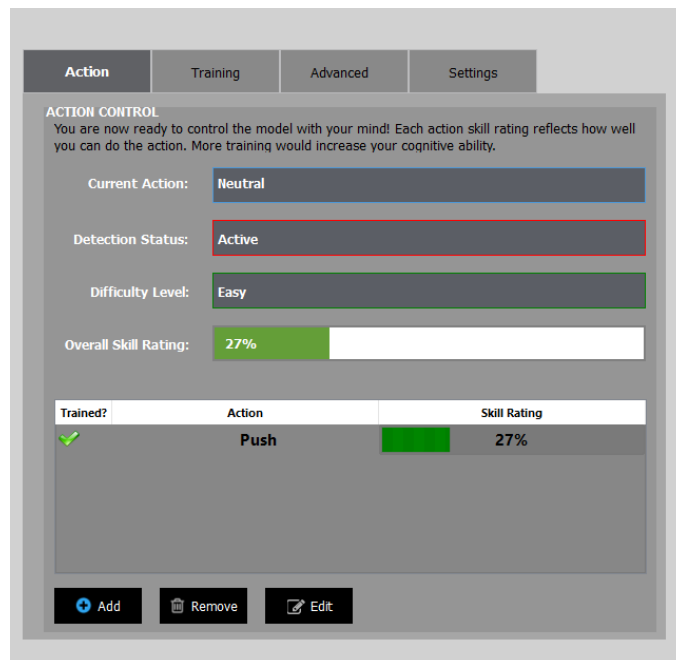 Action Training Advanced Settings
ACTION CONTROL
You are now ready to control the model with your mind! Each action skill rating reflects how well
you can do the action. More training would increase your cognitive ability.
Current Action: Neutral
Detection Status: Active
Difficulty Level: Easy
Overall Skill Rating: 27%
Trained? Action Skill Rating
Push 27%
Add Remove Edit